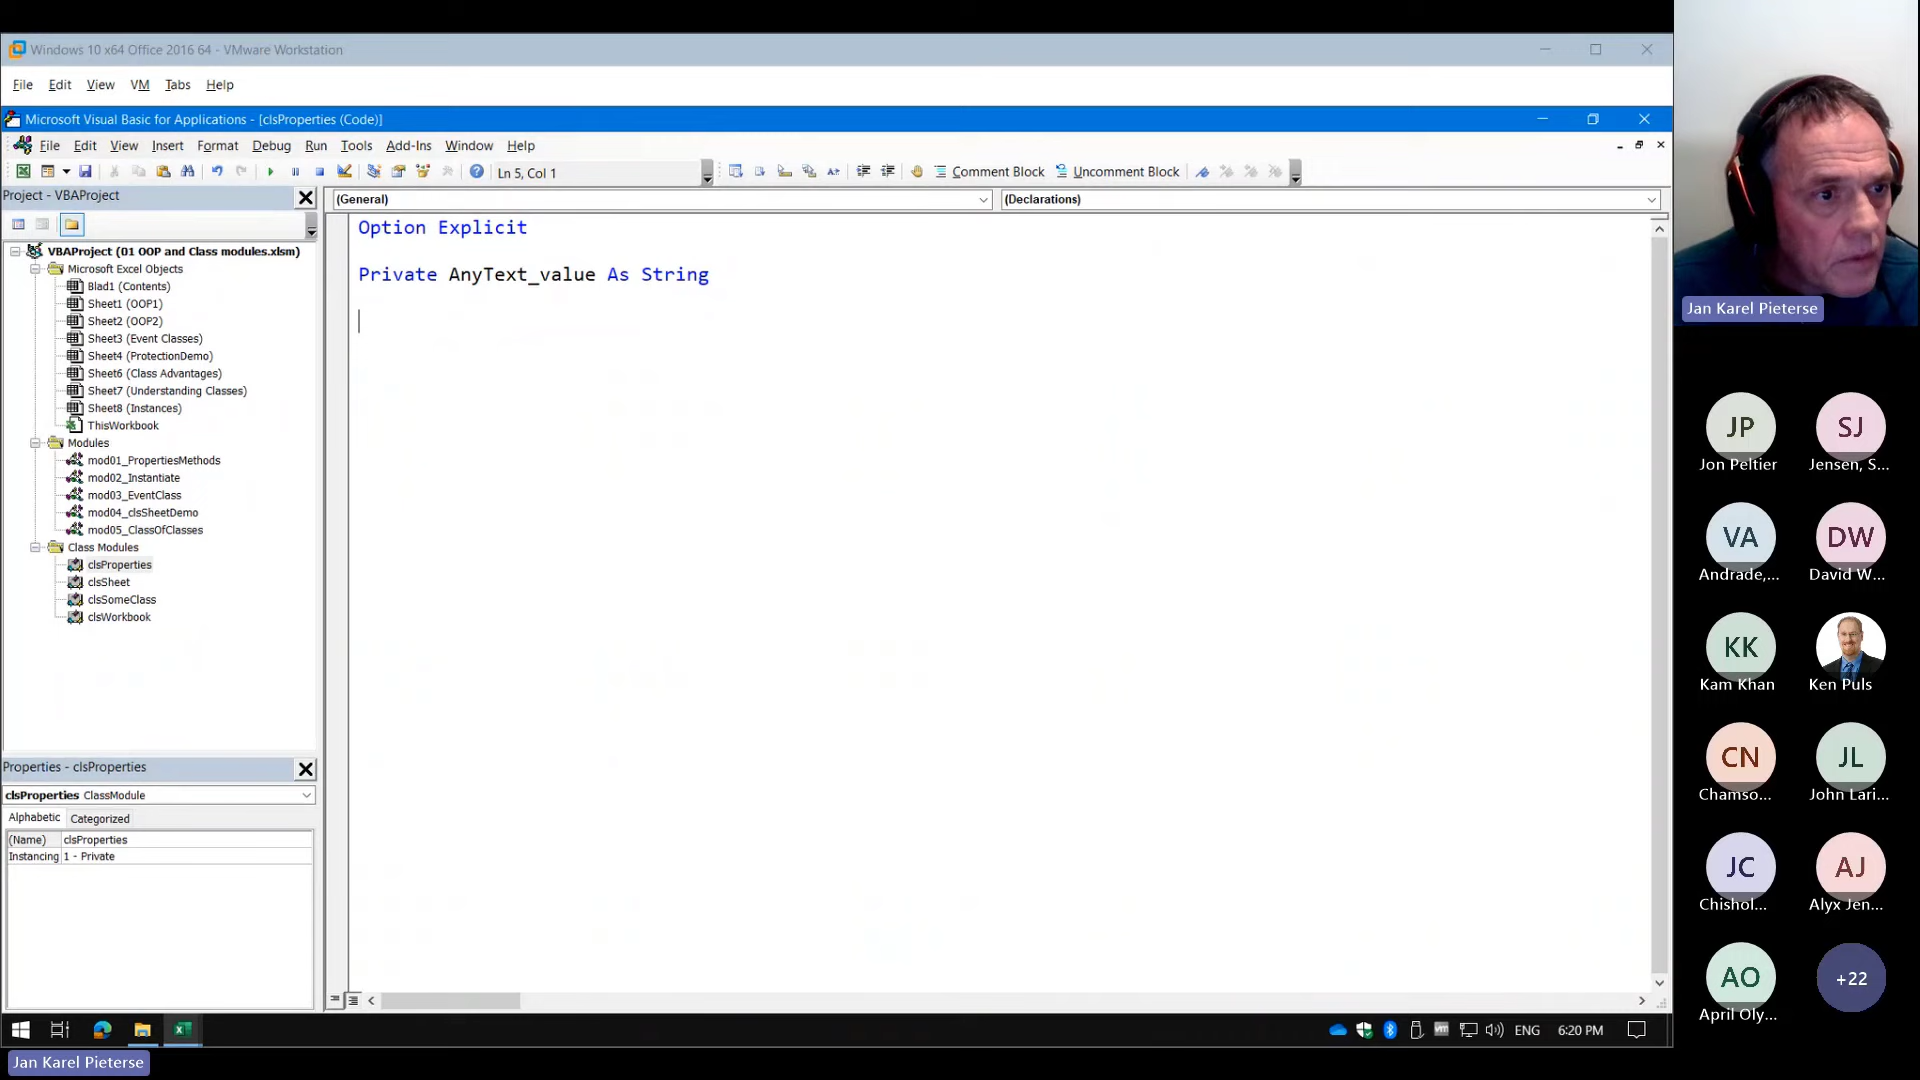 Windows 10 x64 Office 2016 64 - VMware Workstation
File Edit View VM Tabs Help
Microsoft Visual Basic for Applications - [clsProperties (Code)]
File Edit View Insert Format Debug Run Tools Add-Ins Window Help
Ln 5, Col 1
Comment Block Uncomment Block
Project - VBAProject
(General)
(Declarations)
VBAProject (01 OOP and Class modules.xlsm)
Microsoft Excel Objects
Blad1 (Contents)
Sheet1 (OOP1)
Sheet2 (OOP2)
Sheet3 (Event Classes)
Sheet4 (ProtectionDemo)
Sheet6 (Class Advantages)
Sheet7 (Understanding Classes)
Sheet8 (Instances)
ThisWorkbook
Modules
mod01_PropertiesMethods
mod02_Instantiate
mod03_EventClass
mod04_clsSheetDemo
mod05_ClassOfClasses
Class Modules
clsProperties
clsSheet
clsSomeClass
clsWorkbook
Option Explicit
Private AnyText_value As String
Properties - clsProperties
clsProperties ClassModule
Alphabetic Categorized
(Name) clsProperties
Instancing 1 - Private
ENG 6:20 PM
Jan Karel Pieterse
Jan Karel Pieterse
JP SJ
Jon Peltier Jensen, S...
VA DW
Andrade,... David W...
KK
Kam Khan Ken Puls
CN JL
Chamso... John Lari...
JC AJ
Chishol... Alyx Jen...
AO +22
April Oly...